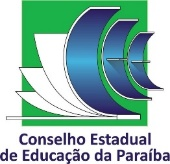 Conselho Estadual
de Educação da Paraíba